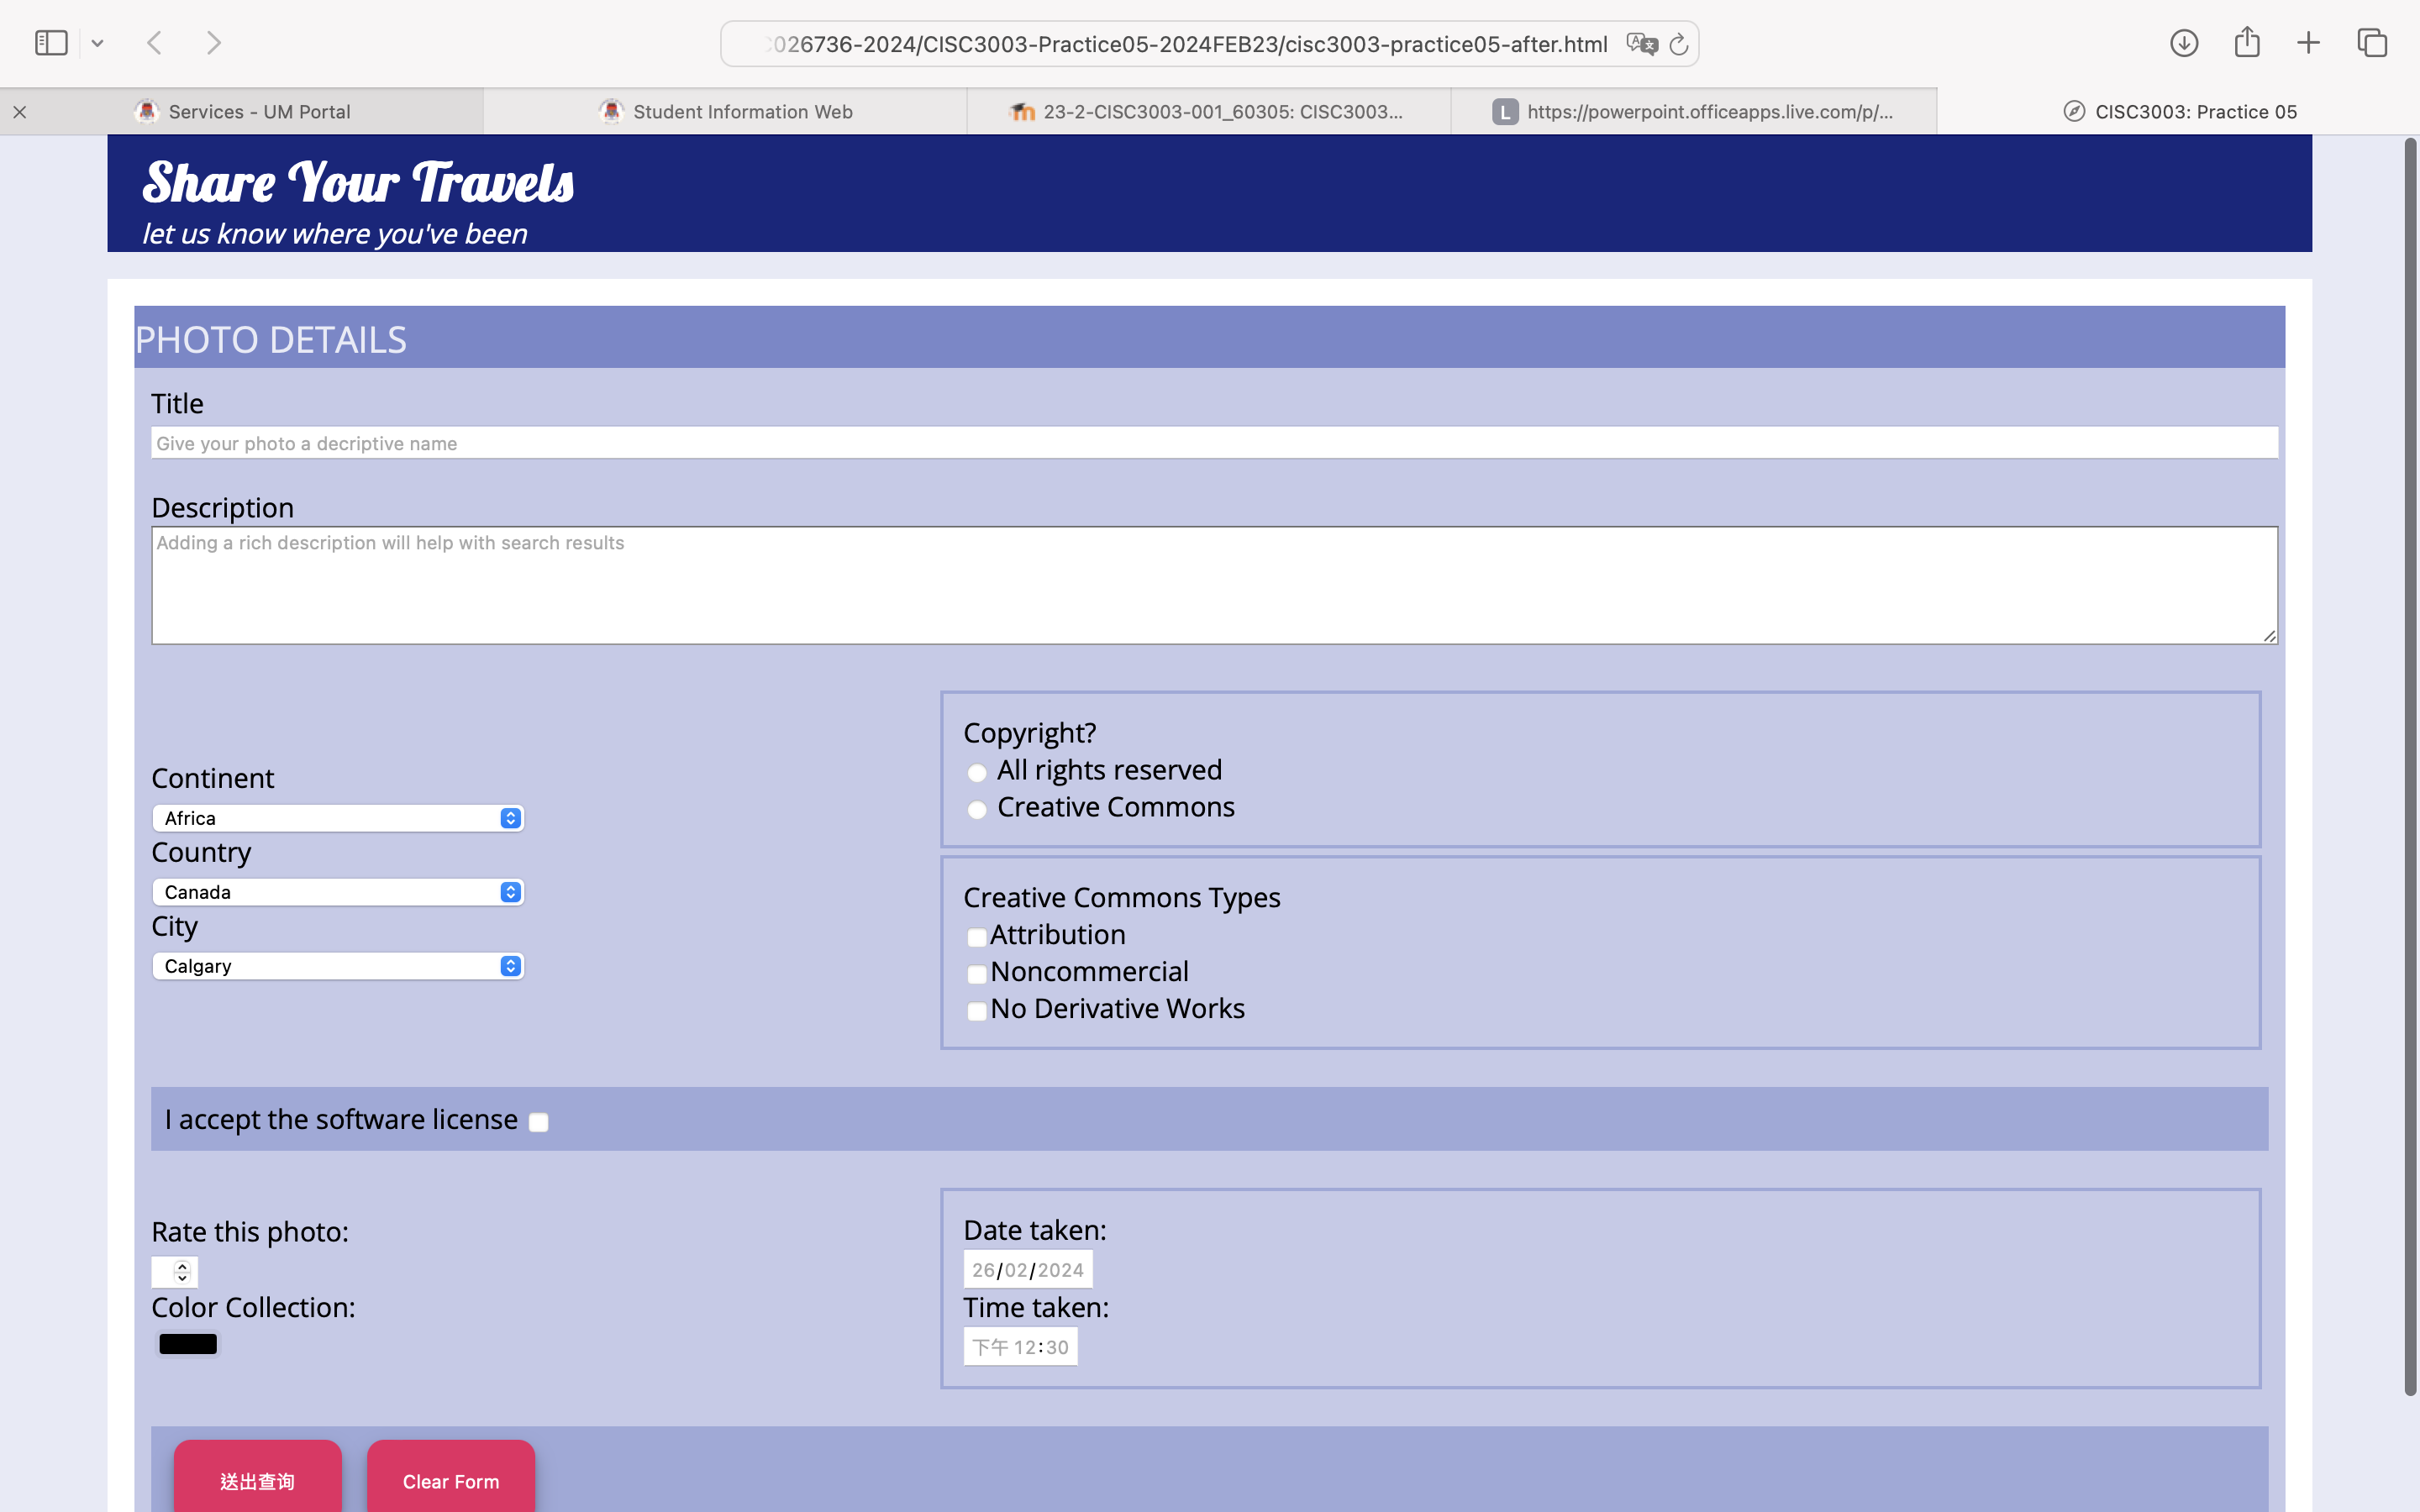 026736-2024/CISC3003-Practice05-2024FEB23/cisc3003-practice05-after.html
Services - UM Portal
Student Information Web
23-2-CISC3003-001_60305: CISC3003...
L https://powerpoint.officeapps.live.com/p/...
CISC3003: Practice 05
Share Your Travels
let us know where you've been
PHOTO DETAILS
Title
Give your photo a decriptive name
Description
Adding a rich description will help with search results
Continent
Africa
Country
Canada
City
Calgary
Copyright?
All rights reserved
Creative Commons
Creative Commons Types
Attribution
Noncommercial
No Derivative Works
I accept the software license
Rate this photo:
Color Collection:
Date taken:
26/02/2024
Time taken:
下午 12:30
送出查询
Clear Form